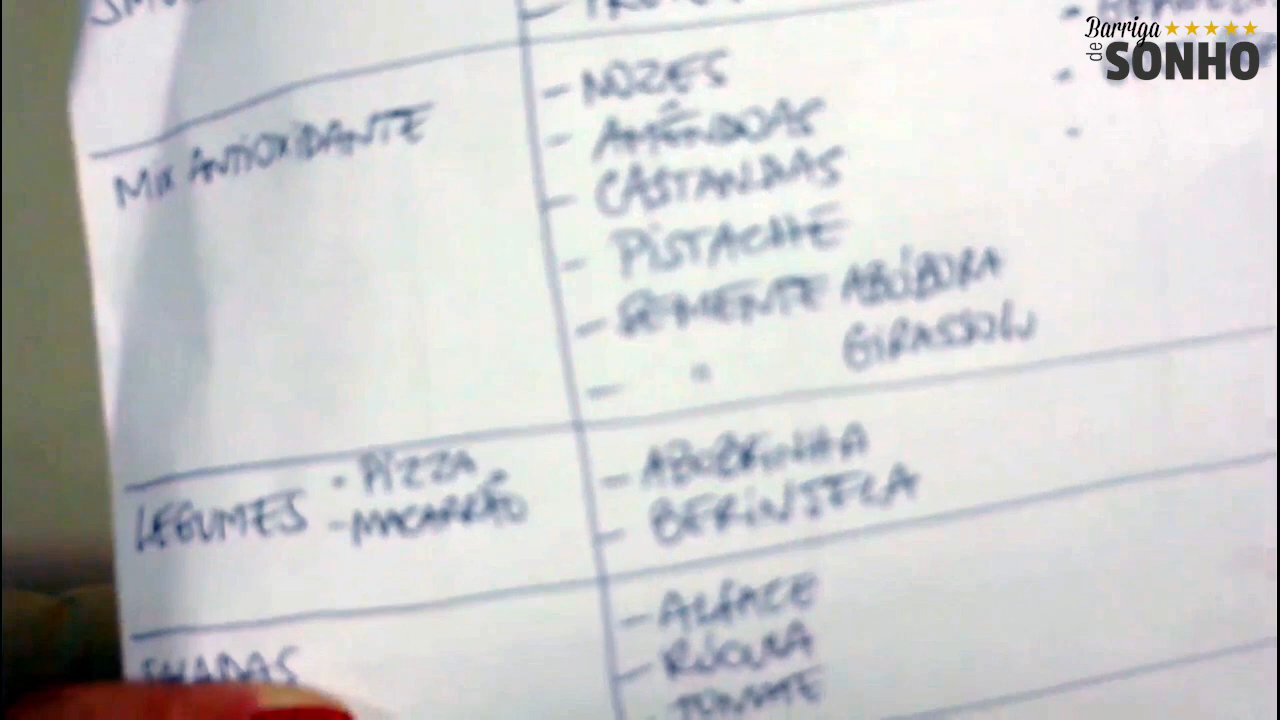 Barriga
de SONHO
MIX ANTIOXIDANTE
- NOZES
- AMÊNDOAS
- CASTANHAS
- PISTACHE
- SEMENTE ABÓBORA
- " GIRASSOL
LEGUMES - PIZZA
- MACARRÃO
- ABOBRINHA
- BERINJELA
SALADAS
- ALFACE
- RÚCULA
- TOMATE